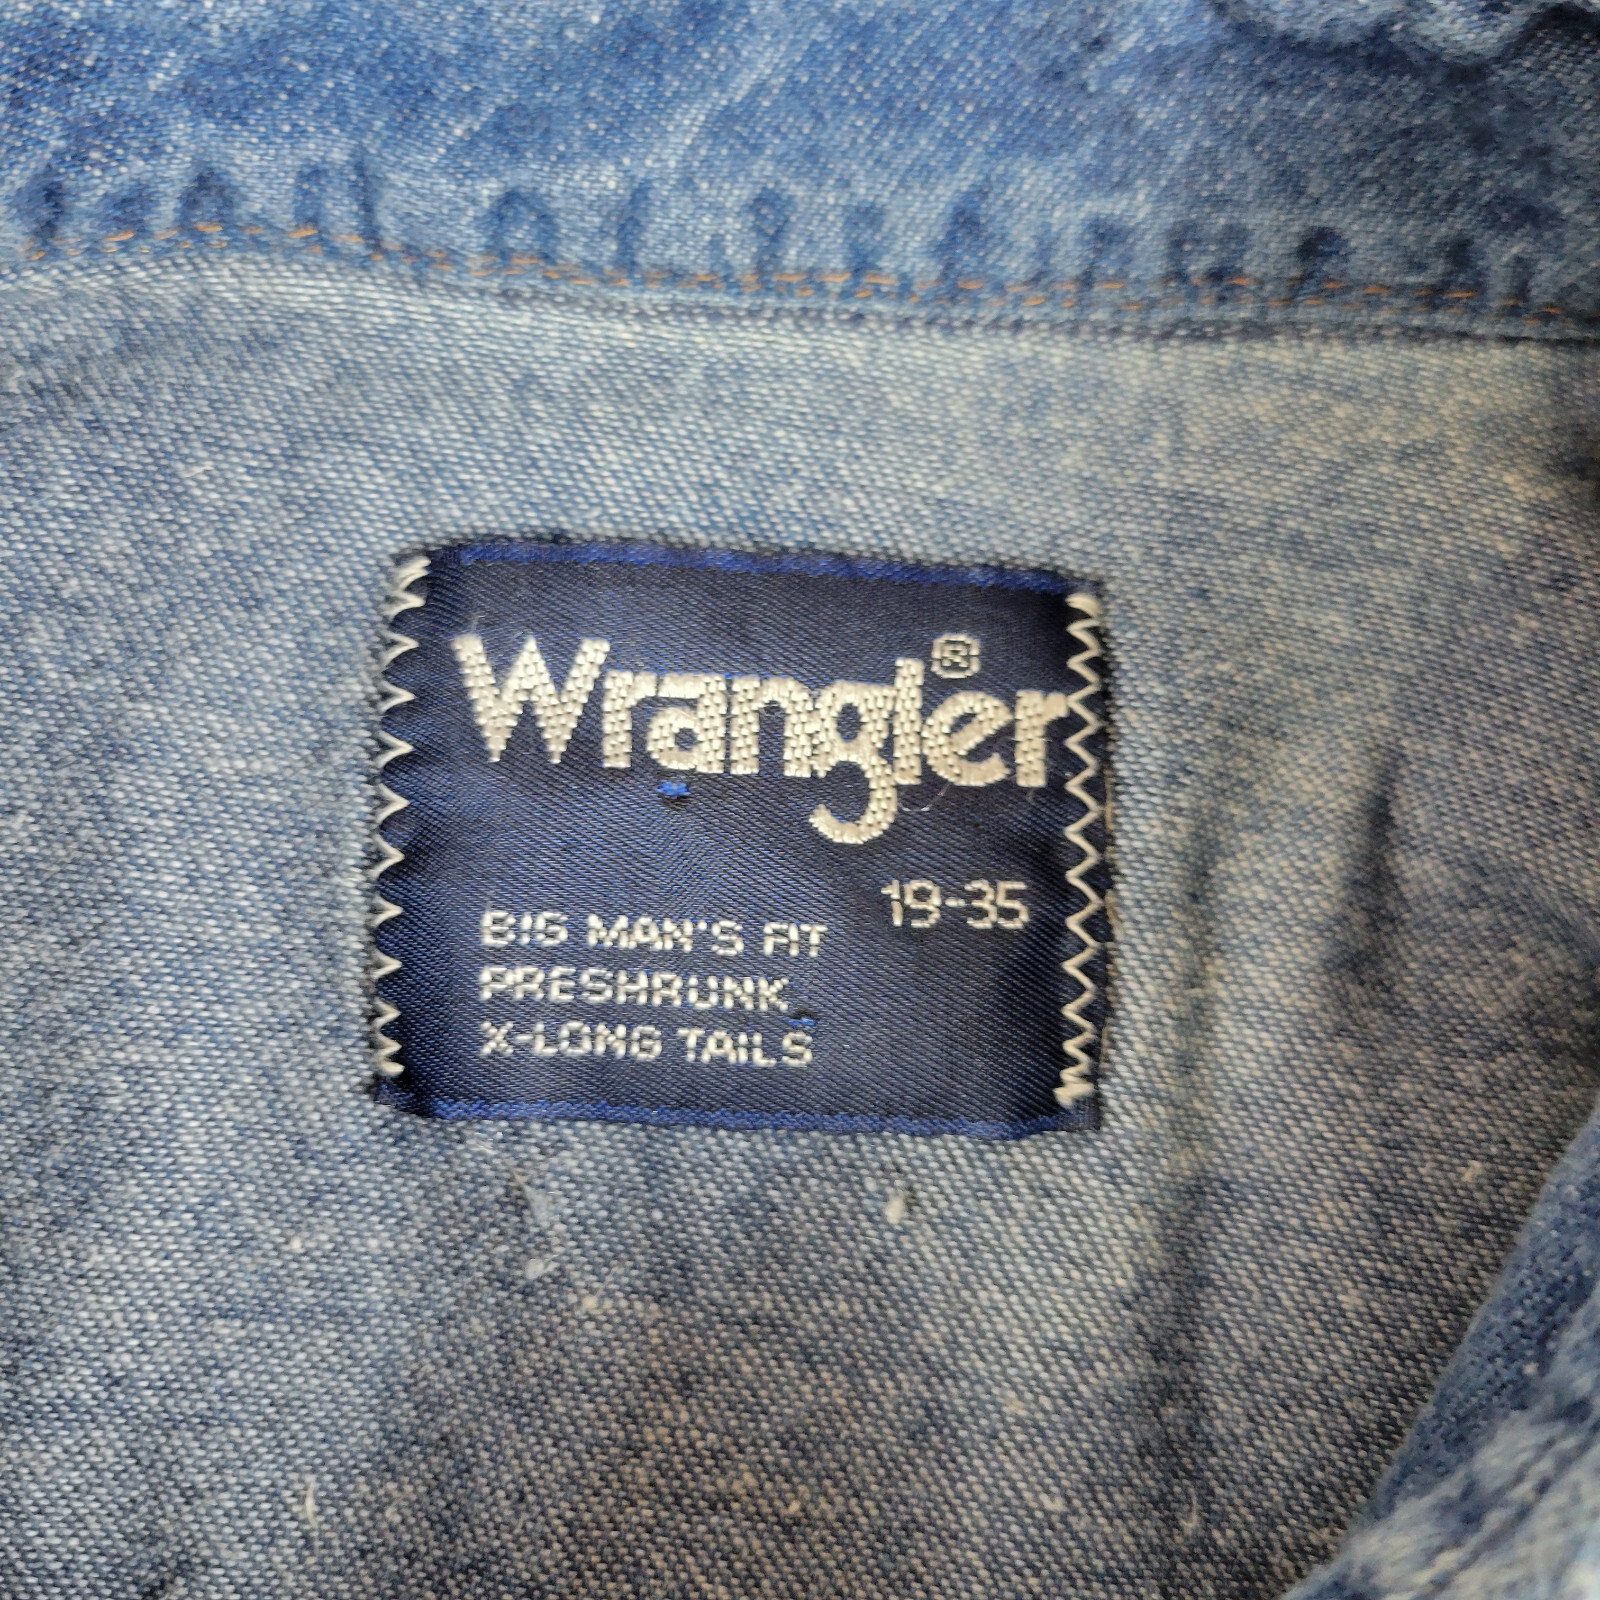 Wrangler®
19-35
BIG MAN'S FIT
PRESHRUNK
X-LONG TAILS